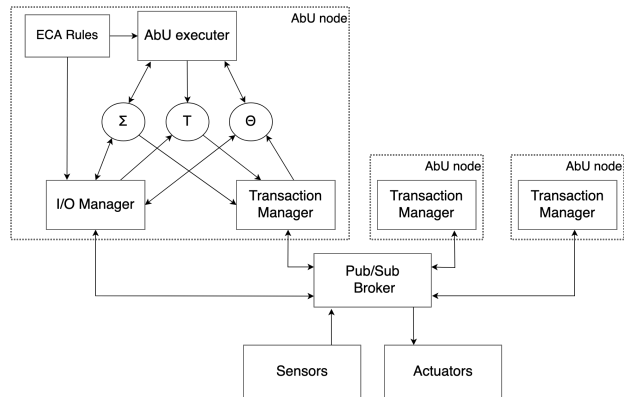 AbU node
ECA Rules
AbU executer
Σ
T
Θ
I/O Manager
Transaction
Manager
AbU node
Transaction
Manager
AbU node
Transaction
Manager
Pub/Sub
Broker
Sensors
Actuators